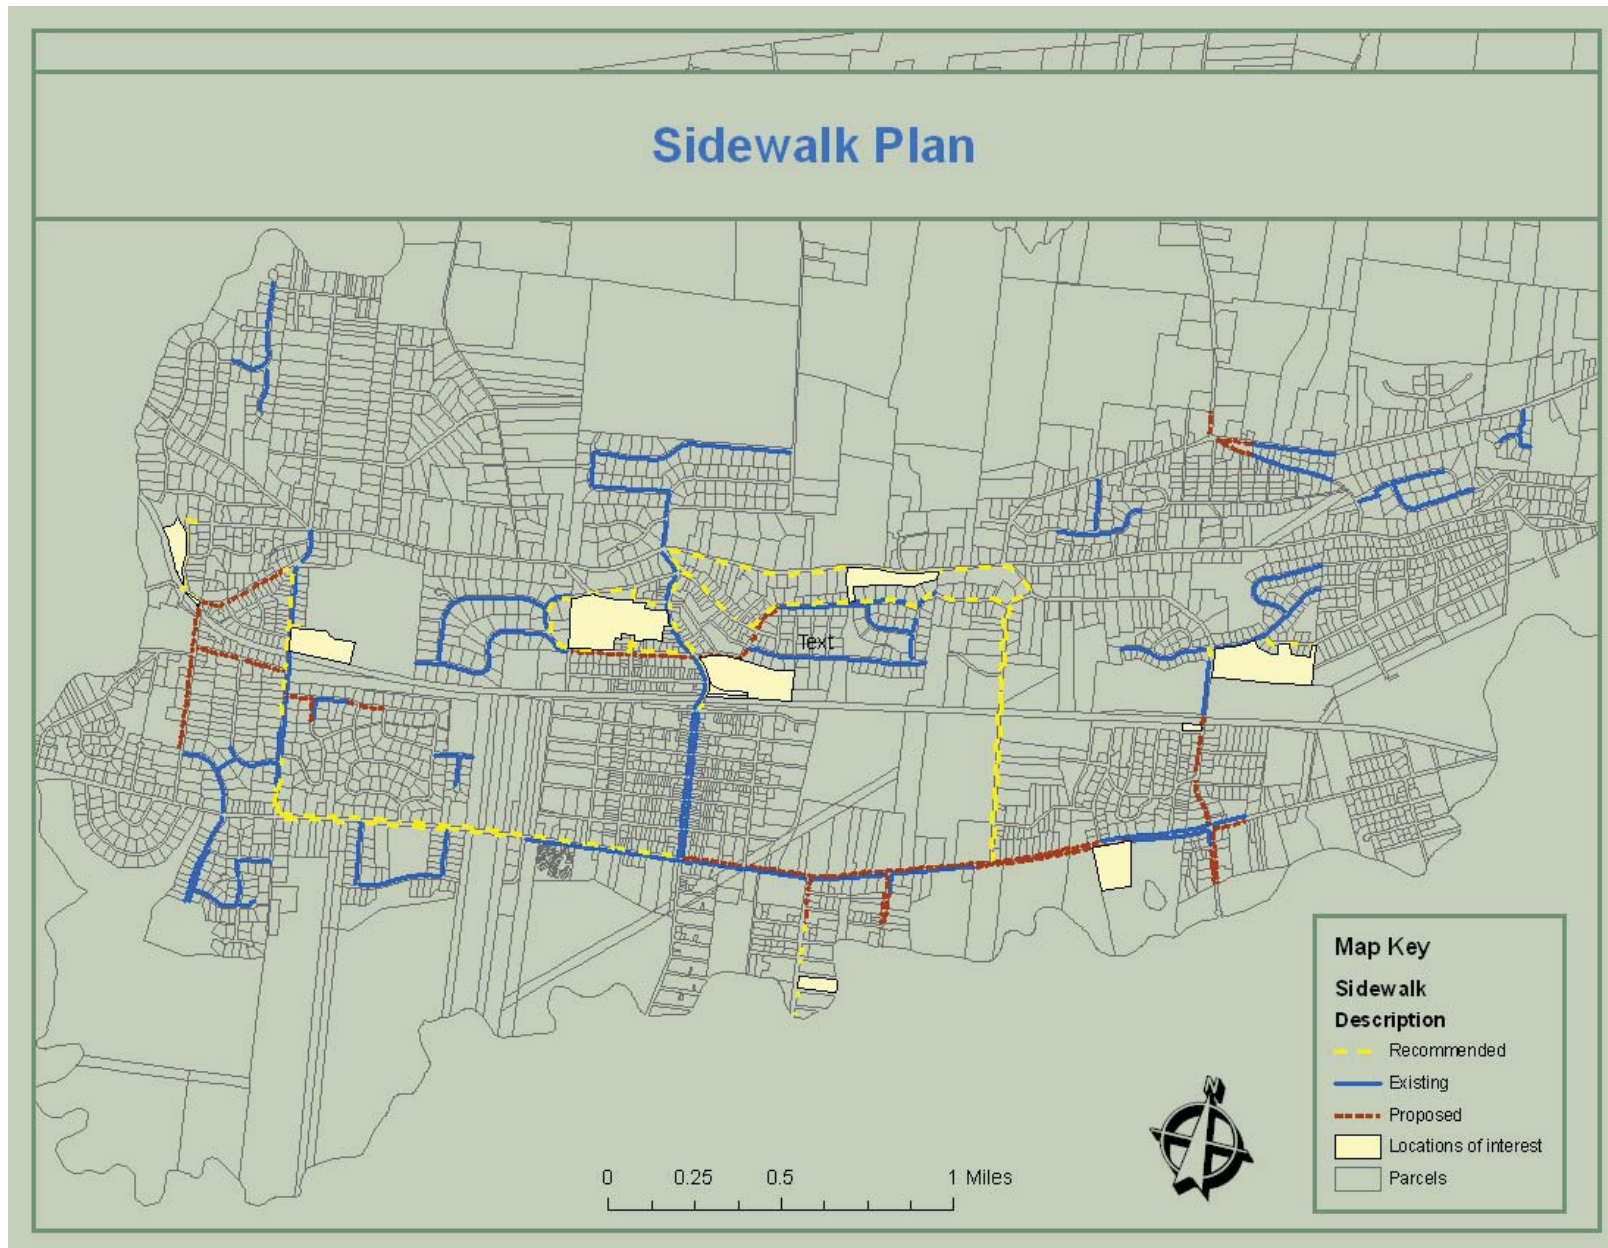 Sidewalk Plan
Text
Map Key
Sidewalk
Description
Recommended
Existing
Proposed
Locations of interest
Parcels
N
0 0.25 0.5 1 Miles